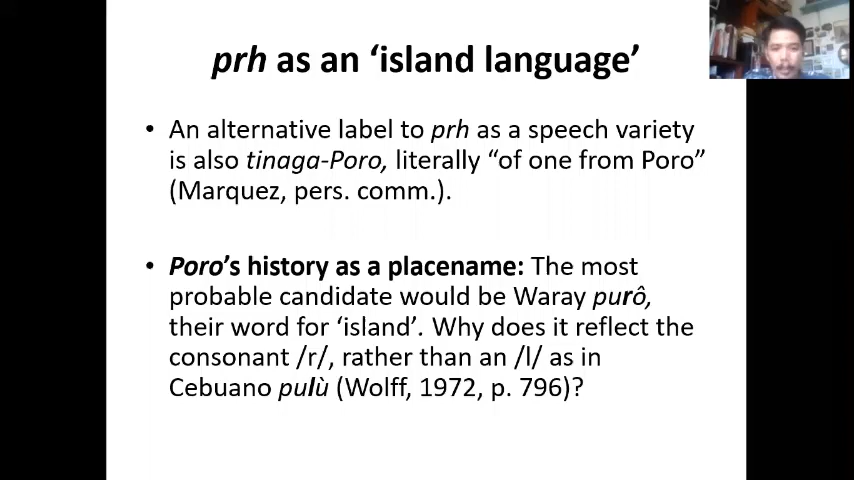 prh as an ‘island language’
• An alternative label to prh as a speech variety
is also tinaga-Poro, literally “of one from Poro”
(Marquez, pers. comm.).
• Poro’s history as a placename: The most
probable candidate would be Waray purô,
their word for ‘island’. Why does it reflect the
consonant /r/, rather than an /l/ as in
Cebuano pulù (Wolff, 1972, p. 796)?